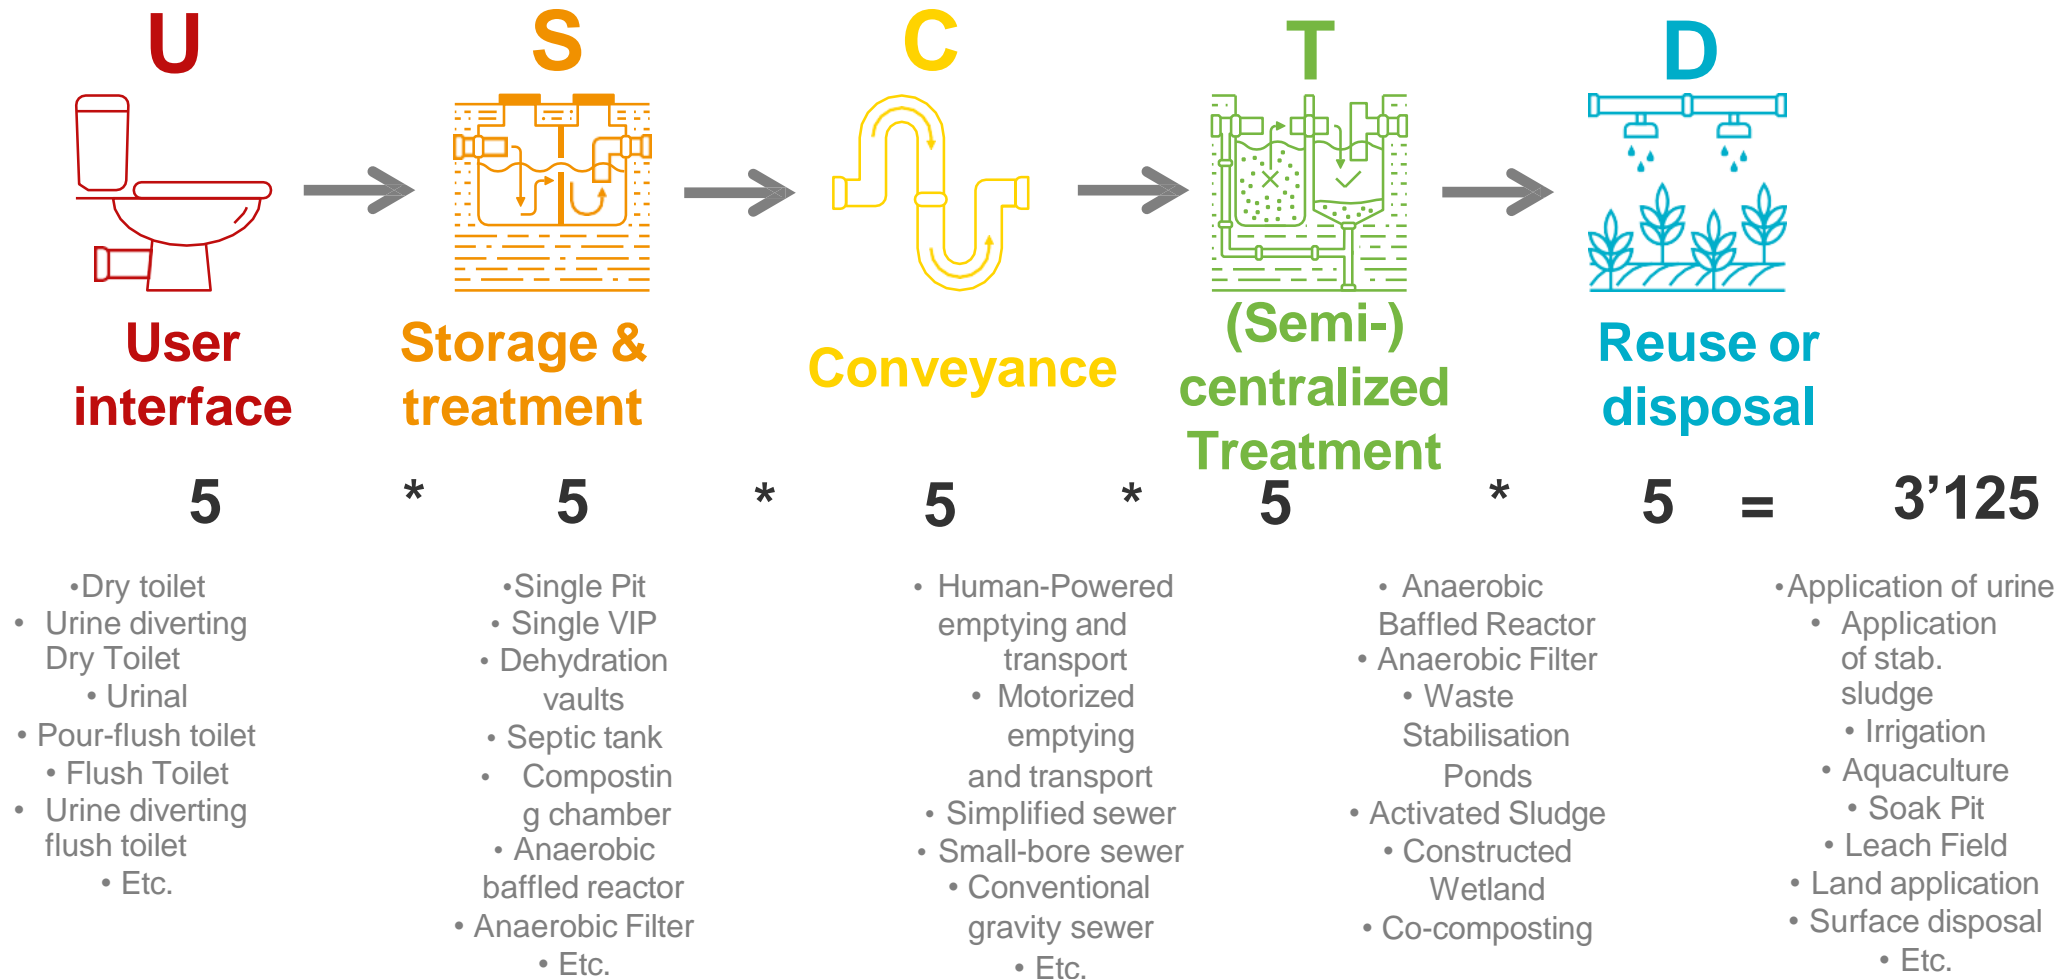 U
S
C
T
D
User
interface
Storage &
treatment
Conveyance
(Semi-)
centralized
Treatment
Reuse or
disposal
5 * 5 * 5 * 5 * 5 = 3’125
•Dry toilet
• Urine diverting
Dry Toilet
• Urinal
• Pour-flush toilet
• Flush Toilet
• Urine diverting
flush toilet
• Etc.
•Single Pit
• Single VIP
• Dehydration
vaults
• Septic tank
• Compostin
g chamber
• Anaerobic
baffled reactor
• Anaerobic Filter
• Etc.
• Human-Powered
emptying and
transport
• Motorized
emptying
and transport
• Simplified sewer
• Small-bore sewer
• Conventional
gravity sewer
• Etc.
• Anaerobic
Baffled Reactor
• Anaerobic Filter
• Waste
Stabilisation
Ponds
• Activated Sludge
• Constructed
Wetland
• Co-composting
•Application of urine
• Application
of stab.
sludge
• Irrigation
• Aquaculture
• Soak Pit
• Leach Field
• Land application
• Surface disposal
• Etc.